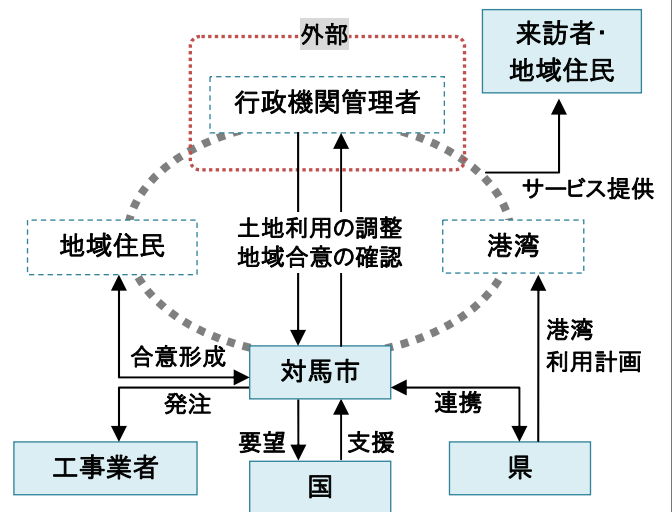 外部
来訪者・
地域住民
行政機関管理者
サービス提供
土地利用の調整
地域合意の確認
地域住民
港湾
港湾
利用計画
合意形成
対馬市
発注
連携
要望
支援
工事業者
国
県